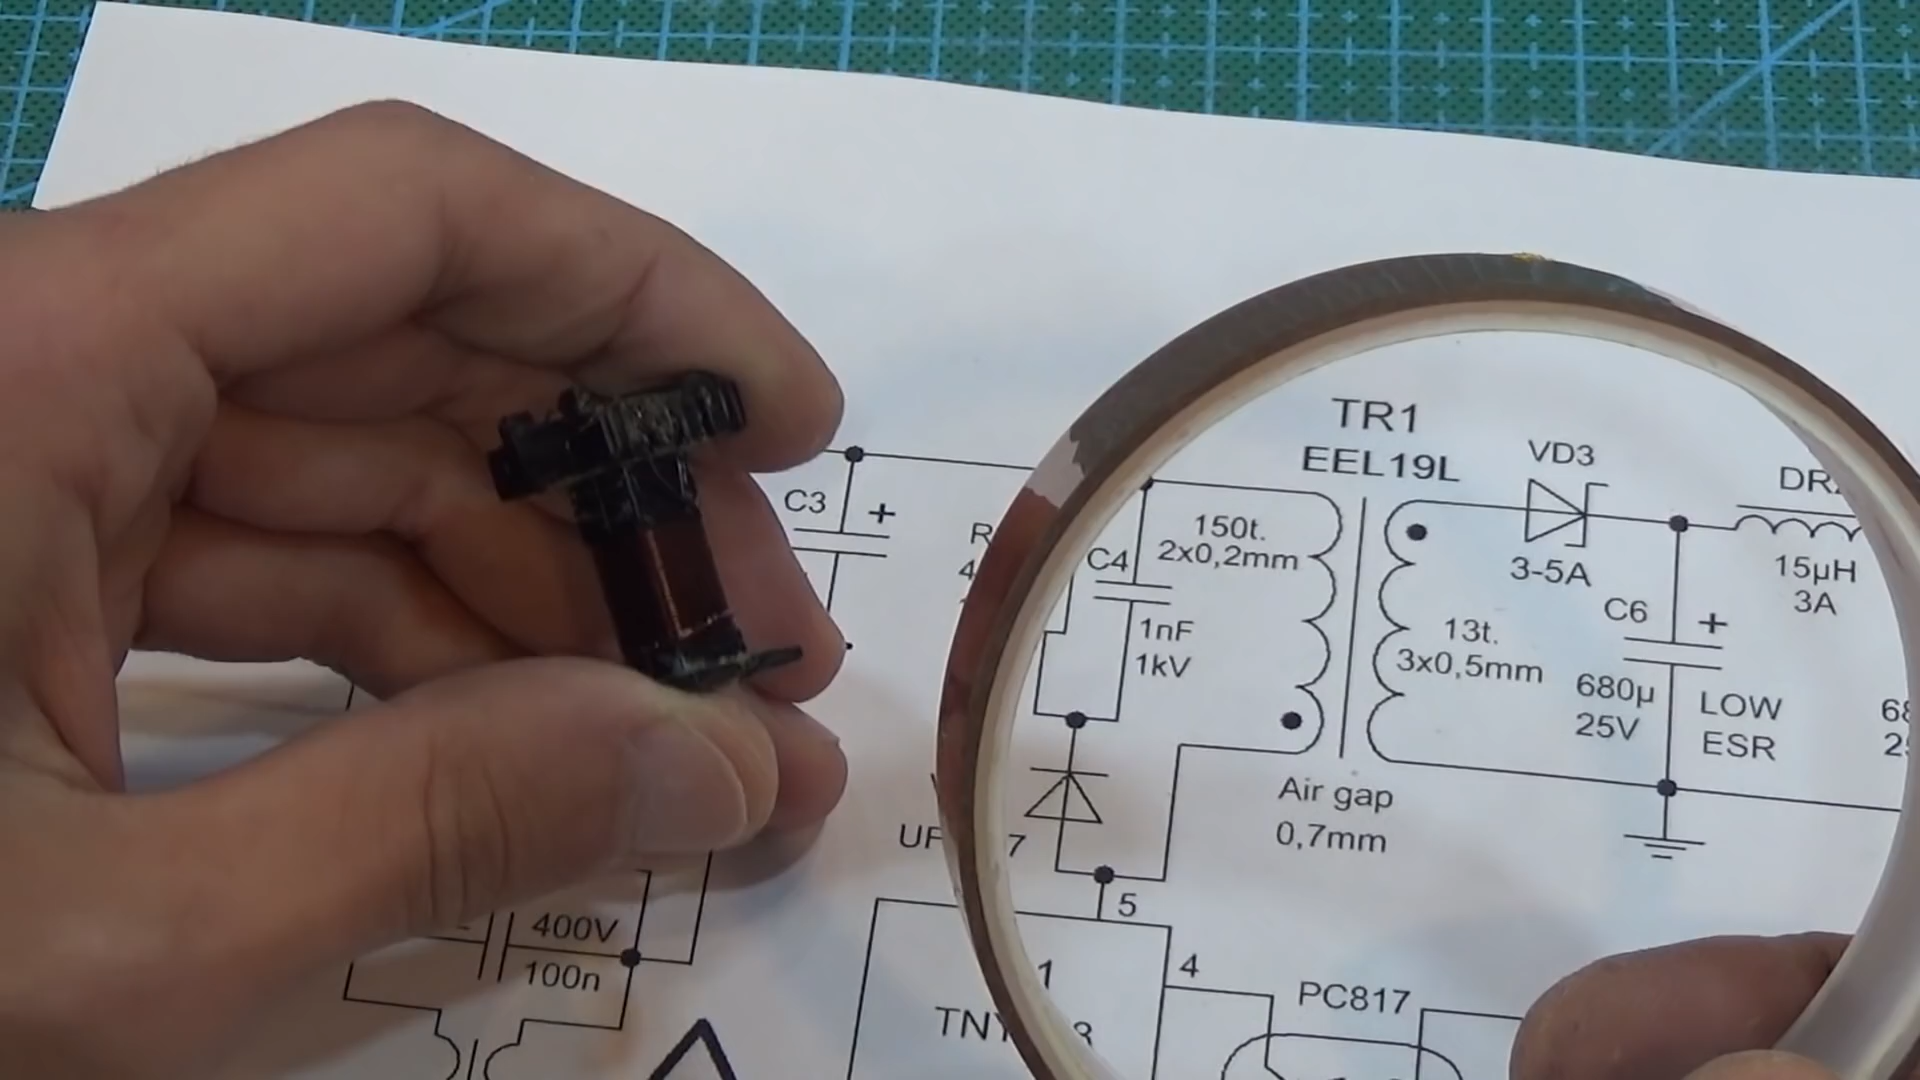 TR1
EEL19L
VD3
C3
+
150t.
2x0,2mm
C4
3-5A
15µH
3A
C6
+
1nF
1kV
13t.
3x0,5mm
680µ
25V
LOW
ESR
Air gap
0,7mm
7
5
400V
100n
1
4
PC817